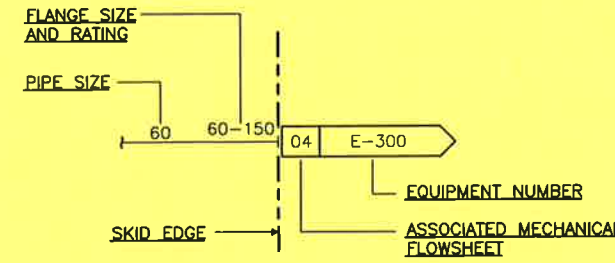 FLANGE SIZE
AND RATING
PIPE SIZE
60
60-150
04
E-300
EQUIPMENT NUMBER
SKID EDGE
ASSOCIATED MECHANICAL
FLOWSHEET